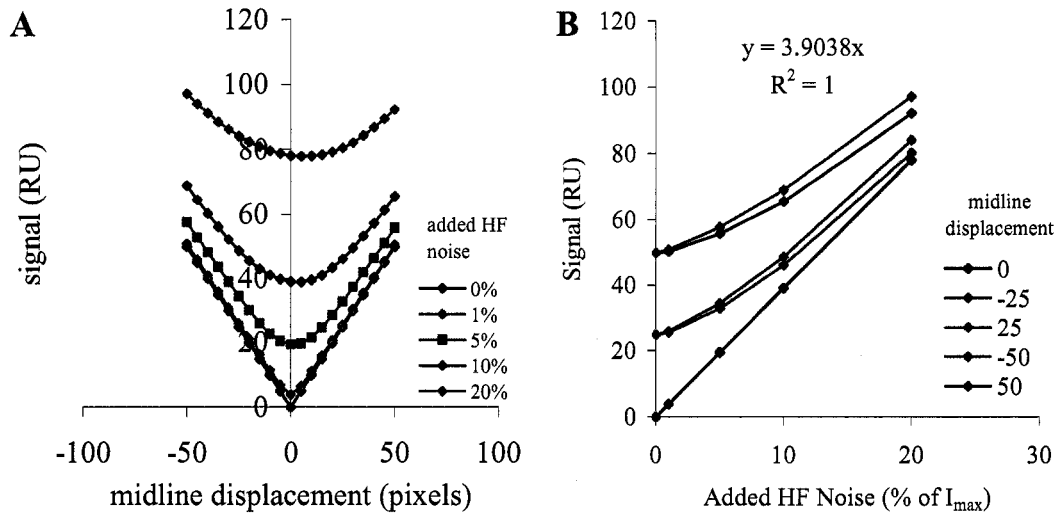 A
120
100
80
60
40
20
0
-100
-50
0
50
100
signal (RU)
midline displacement (pixels)
added HF
noise
0%
1%
5%
10%
20%
B
y = 3.9038x
R² = 1
120
100
80
60
40
20
0
0
10
20
30
Signal (RU)
Added HF Noise (% of Imax)
midline
displacement
0
-25
25
-50
50